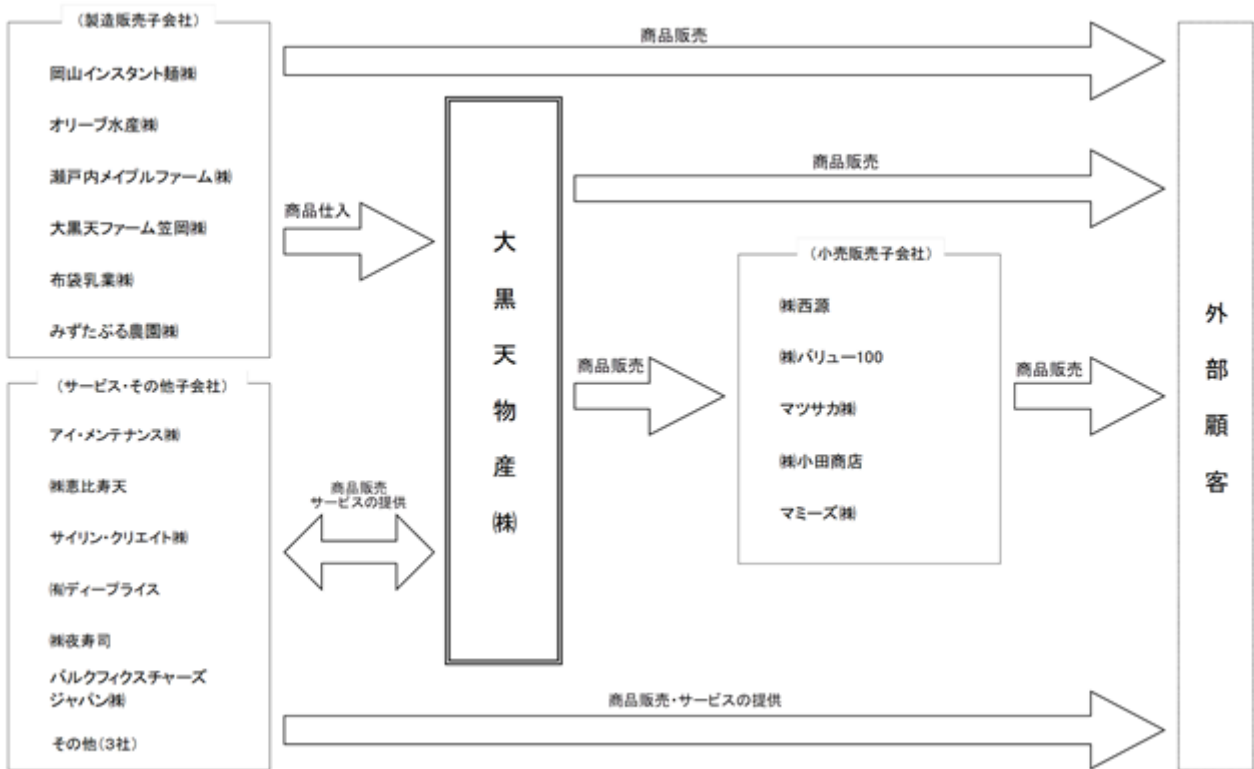 （製造販売子会社）
岡山インスタント麺㈱
オリーブ水産㈱
瀬戸内メイプルファーム㈱
大黒天ファーム笠岡㈱
布袋乳業㈱
みずたぶる農園㈱
（サービス・その他子会社）
アイ・メンテナンス㈱
㈱恵比寿天
サイリン・クリエイト㈱
㈲ディープライス
㈱夜寿司
バルクフィクスチャーズ
ジャパン㈱
その他（３社）
商品仕入
商品販売
サービスの提供
大黒天物産㈱
商品販売
商品販売
商品販売
（小売販売子会社）
㈱西源
㈱バリュー100
マツサカ㈱
㈱小田商店
マミーズ㈱
商品販売
商品販売・サービスの提供
外部顧客